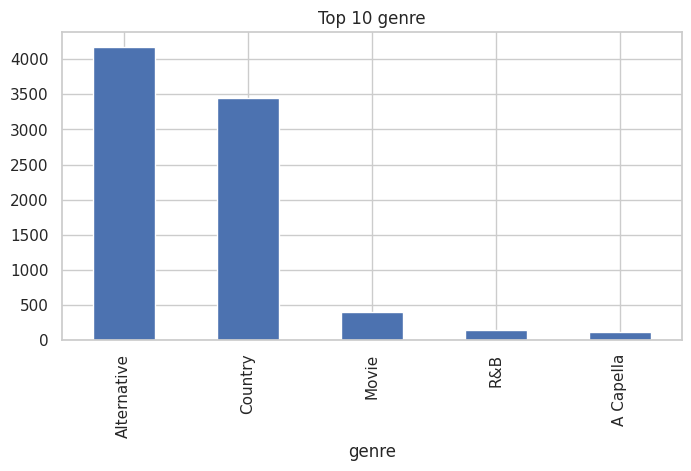 Top 10 genre
4000
3500
3000
2500
2000
1500
1000
500
0
Alternative
Country
Movie
R&B
A Capella
genre